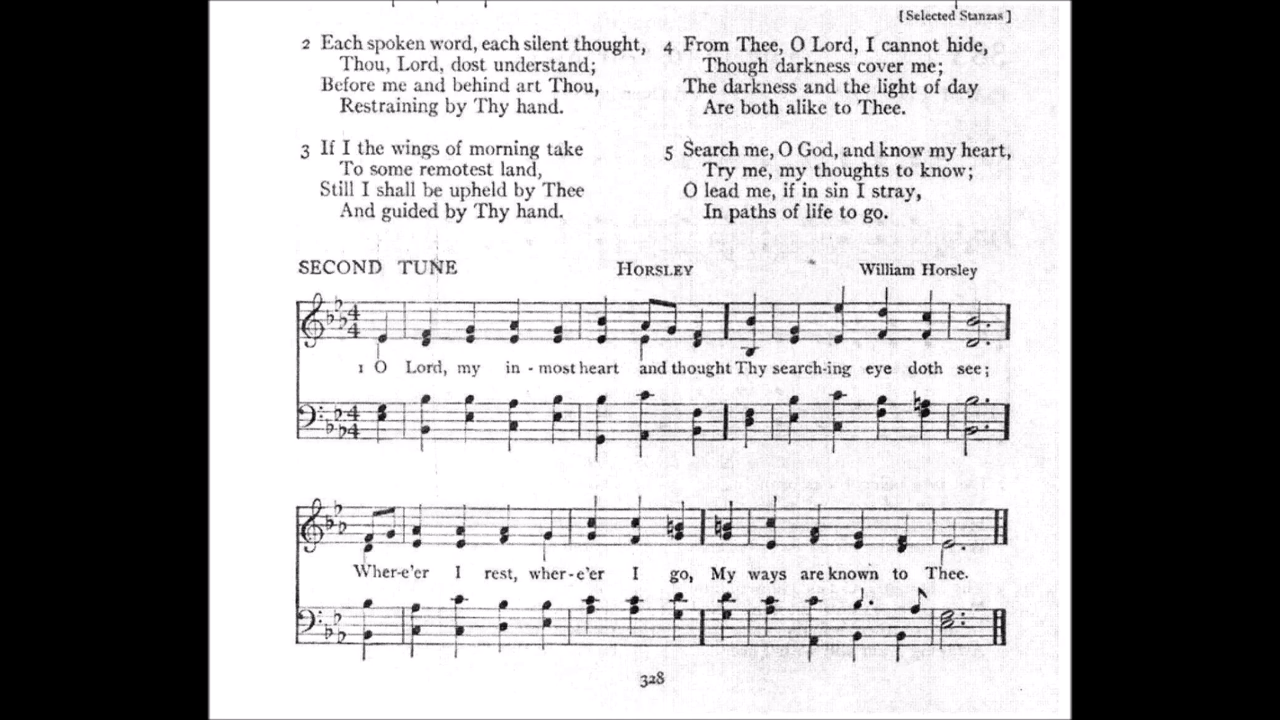 [Selected Stanzas]
2 Each spoken word, each silent thought,
Thou, Lord, dost understand;
Before me and behind art Thou,
Restraining by Thy hand.
3 If I the wings of morning take
To some remotest land,
Still I shall be upheld by Thee
And guided by Thy hand.
4 From Thee, O Lord, I cannot hide,
Though darkness cover me;
The darkness and the light of day
Are both alike to Thee.
5 Search me, O God, and know my heart,
Try me, my thoughts to know;
O lead me, if in sin I stray,
In paths of life to go.
SECOND TUNE HORSLEY William Horsley
1 O Lord, my in - most heart and thought Thy search-ing eye doth see;
Wher-e'er I rest, wher-e'er I go, My ways are known to Thee.
328